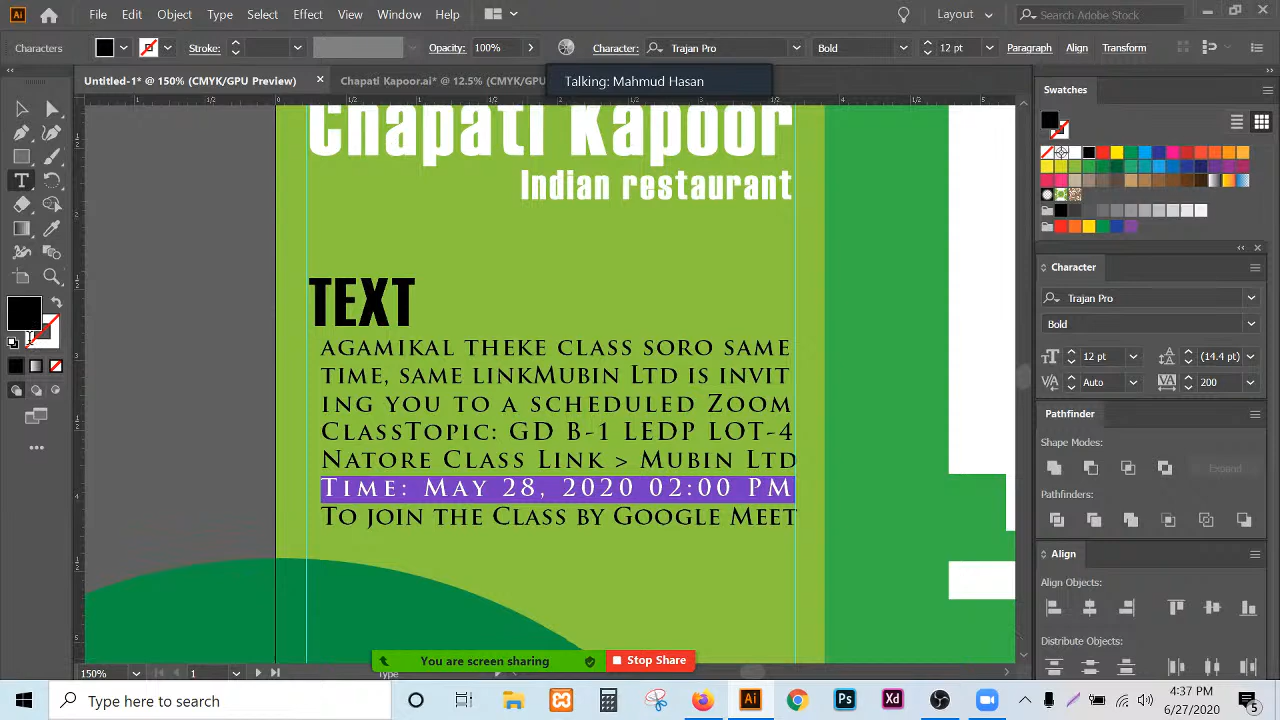 File Edit Object Type Select Effect View Window Help Layout Search Adobe Stock
Characters Stroke: Opacity: 100% Character: Trajan Pro Bold 12 pt Paragraph Align Transform
Untitled-1* @ 150% (CMYK/GPU Preview) × Chapati Kapoor.ai* @ 12.5% (CMYK/GPU
Talking: Mahmud Hasan
Swatches
Chapati Kapoor
Indian restaurant
TEXT
AGAMIKAL THEKE CLASS SORO SAME
TIME, SAME LINKMUBIN LTD IS INVIT
ING YOU TO A SCHEDULED ZOOM
CLASSTOPIC: GD B-1 LEDP LOT-4
NATORE CLASS LINK > MUBIN LTD
TIME: MAY 28, 2020 02:00 PM
TO JOIN THE CLASS BY GOOGLE MEET
Character
Trajan Pro
Bold
12 pt (14.4 pt)
Auto 200
Pathfinder
Shape Modes:
Expand
Pathfinders:
Align
Align Objects:
Distribute Objects:
150% 1 Type
You are screen sharing Stop Share
Type here to search
Ai Ps Xd
4:37 PM
6/7/2020
5